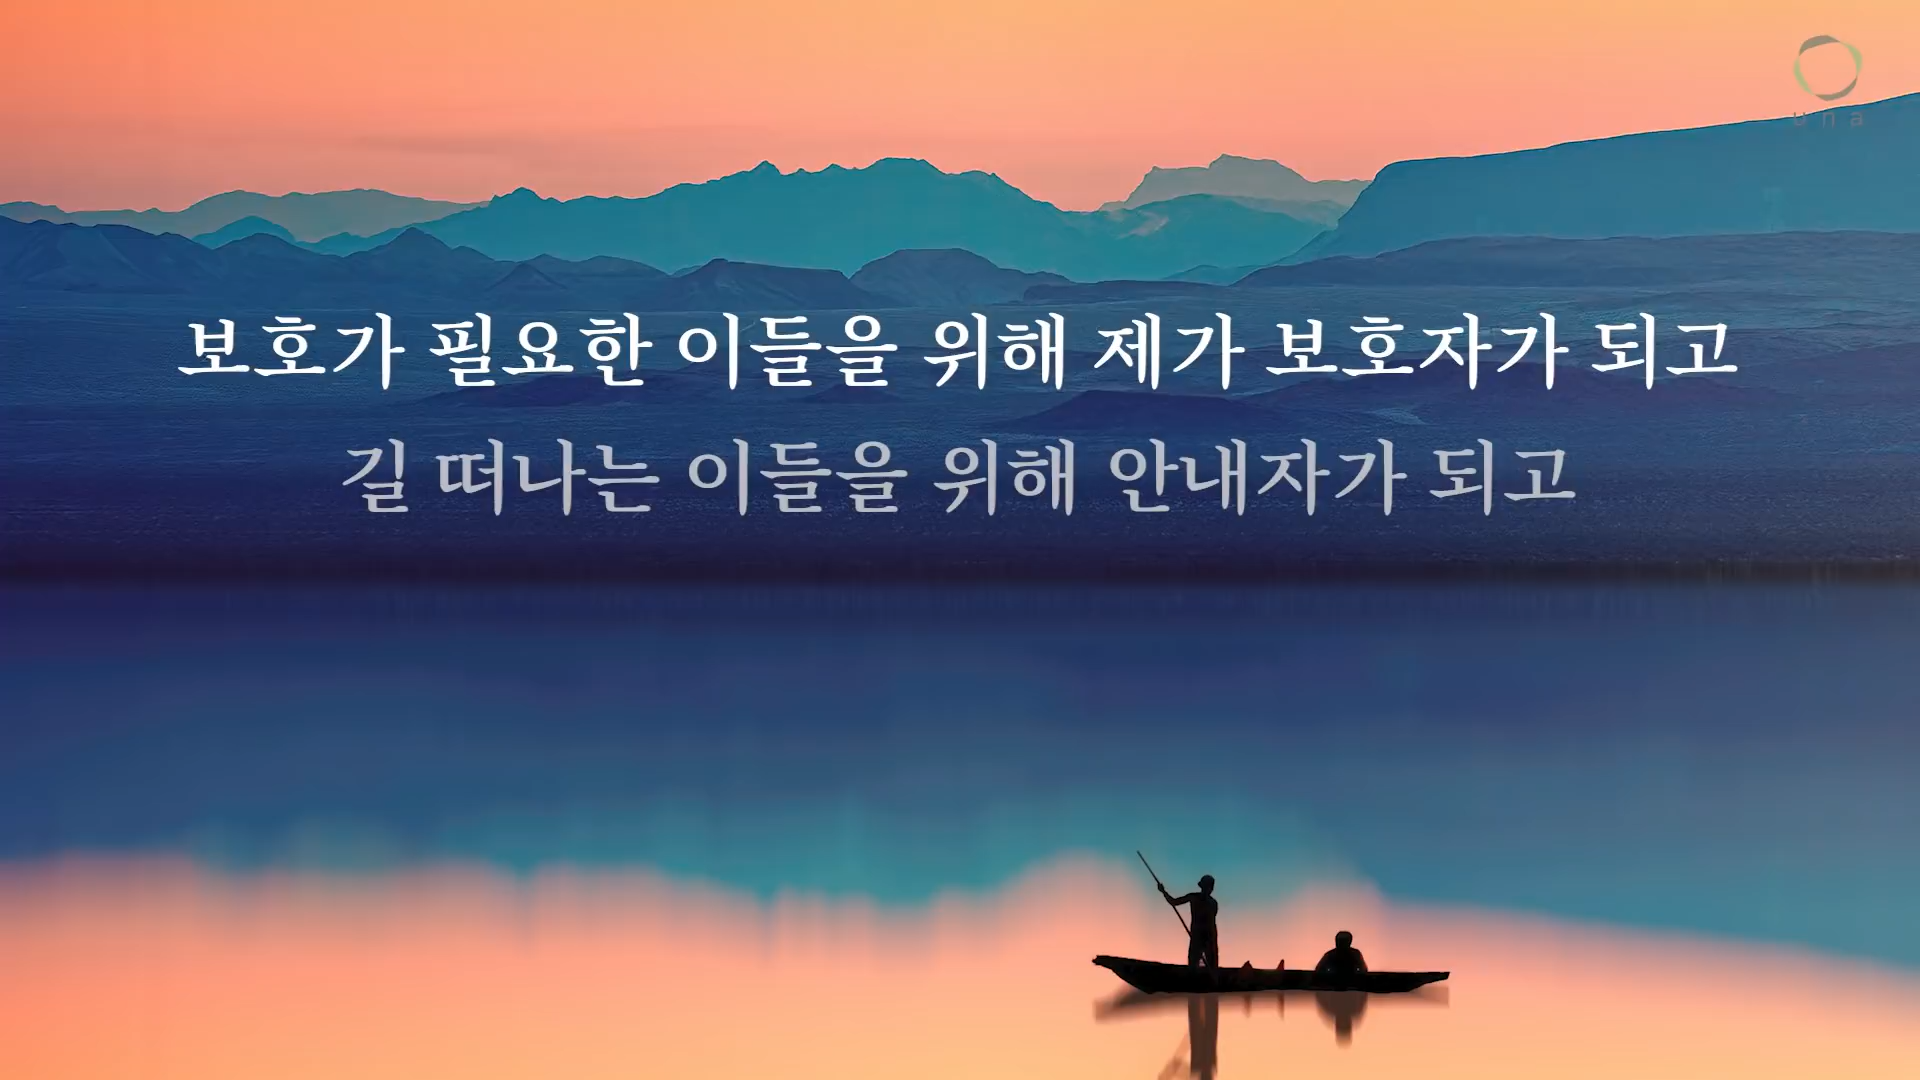 una
보호가 필요한 이들을 위해 제가 보호자가 되고
길 떠나는 이들을 위해 안내자가 되고